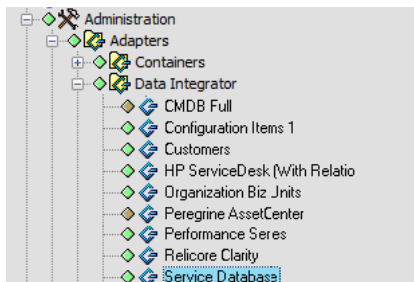 Administration
Adapters
Containers
Data Integrator
CMDB Full
Configuration Items 1
Customers
HP ServiceDesk (With Relatio
Organization Biz Units
Peregrine AssetCenter
Performance Seres
Relicore Clarity
Service Database